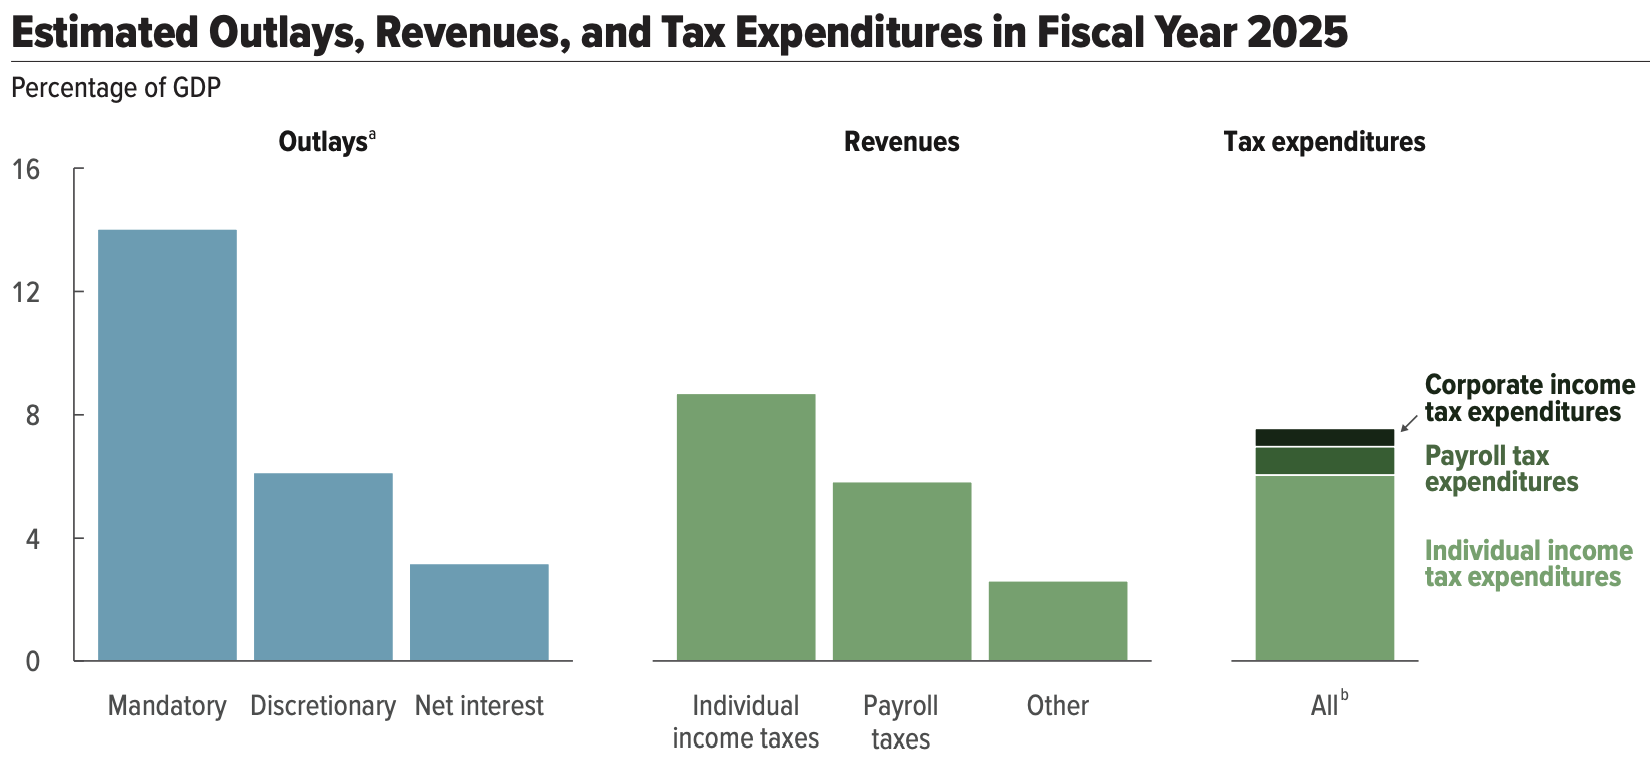 Estimated Outlays, Revenues, and Tax Expenditures in Fiscal Year 2025
Percentage of GDP
Outlaysᵃ
Revenues
Tax expenditures
16
12
8
4
0
Corporate income
tax expenditures
Payroll tax
expenditures
Individual income
tax expenditures
Mandatory
Discretionary
Net interest
Individual
income taxes
Payroll
taxes
Other
Allᵇ